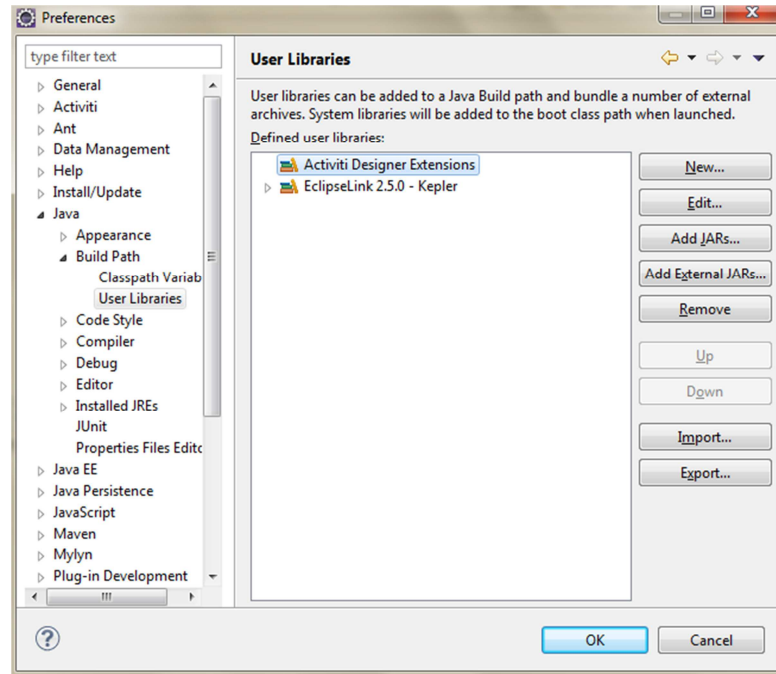 Preferences
type filter text
General
Activiti
Ant
Data Management
Help
Install/Update
Java
Appearance
Build Path
Classpath Variab
User Libraries
Code Style
Compiler
Debug
Editor
Installed JREs
JUnit
Properties Files Edito
Java EE
Java Persistence
JavaScript
Maven
Mylyn
Plug-in Development
User Libraries
User libraries can be added to a Java Build path and bundle a number of external
archives. System libraries will be added to the boot class path when launched.
Defined user libraries:
Activiti Designer Extensions
EclipseLink 2.5.0 - Kepler
New...
Edit...
Add JARs...
Add External JARs...
Remove
Up
Down
Import...
Export...
OK
Cancel